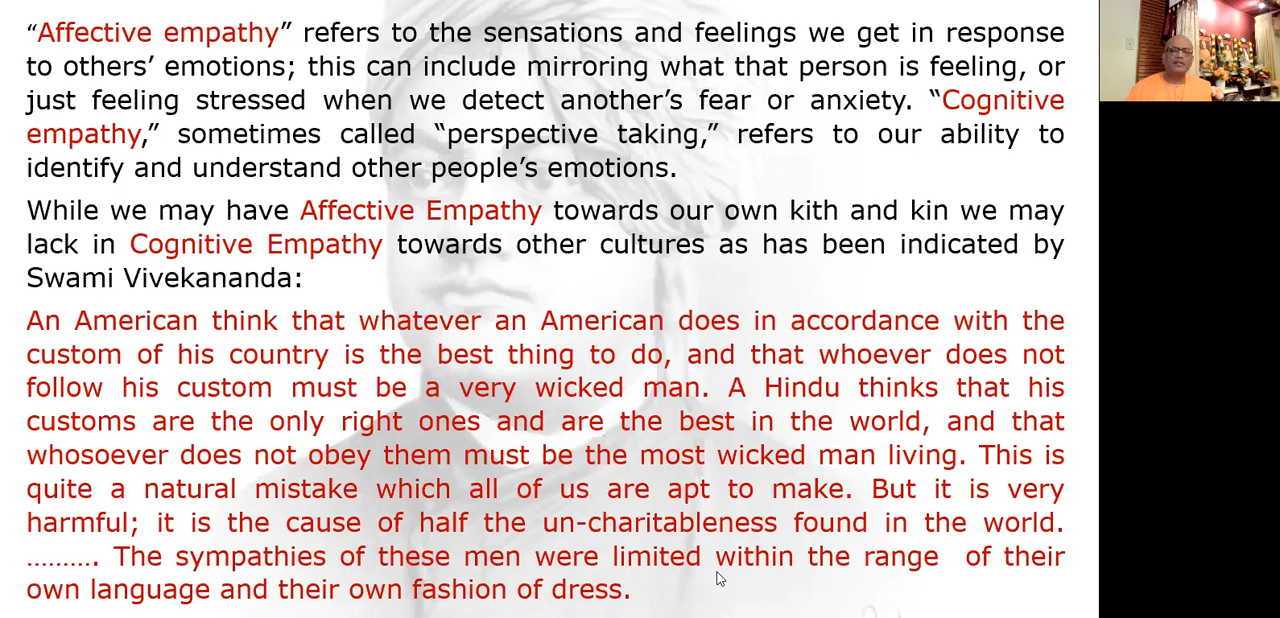 “Affective empathy” refers to the sensations and feelings we get in response
to others’ emotions; this can include mirroring what that person is feeling, or
just feeling stressed when we detect another’s fear or anxiety. “Cognitive
empathy,” sometimes called “perspective taking,” refers to our ability to
identify and understand other people’s emotions.
While we may have Affective Empathy towards our own kith and kin we may
lack in Cognitive Empathy towards other cultures as has been indicated by
Swami Vivekananda:
An American think that whatever an American does in accordance with the
custom of his country is the best thing to do, and that whoever does not
follow his custom must be a very wicked man. A Hindu thinks that his
customs are the only right ones and are the best in the world, and that
whosoever does not obey them must be the most wicked man living. This is
quite a natural mistake which all of us are apt to make. But it is very
harmful; it is the cause of half the un-charitableness found in the world.
………. The sympathies of these men were limited within the range of their
own language and their own fashion of dress.